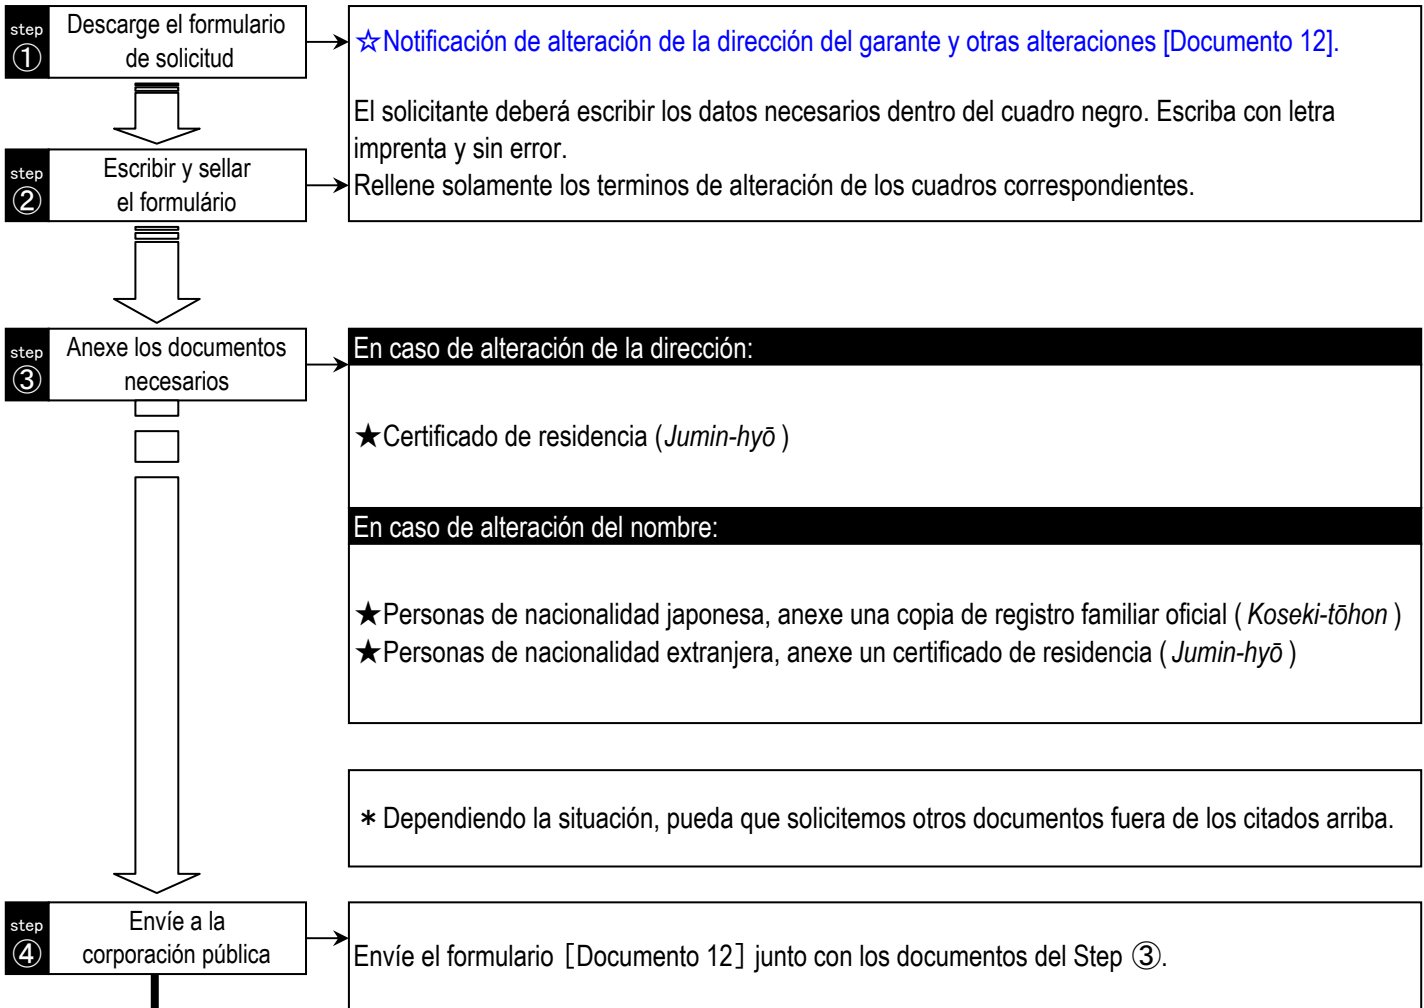 step
①
Descarge el formulario
de solicitud
☆Notificación de alteración de la dirección del garante y otras alteraciones [Documento 12].
El solicitante deberá escribir los datos necesarios dentro del cuadro negro. Escriba con letra
imprenta y sin error.
step
②
Escribir y sellar
el formulário
Rellene solamente los terminos de alteración de los cuadros correspondientes.
step
③
Anexe los documentos
necesarios
En caso de alteración de la dirección:
★Certificado de residencia (Jumin-hyō )
En caso de alteración del nombre:
★Personas de nacionalidad japonesa, anexe una copia de registro familiar oficial ( Koseki-tōhon )
★Personas de nacionalidad extranjera, anexe un certificado de residencia ( Jumin-hyō )
* Dependiendo la situación, pueda que solicitemos otros documentos fuera de los citados arriba.
step
④
Envíe a la
corporación pública
Envíe el formulario［Documento 12］junto con los documentos del Step ③.